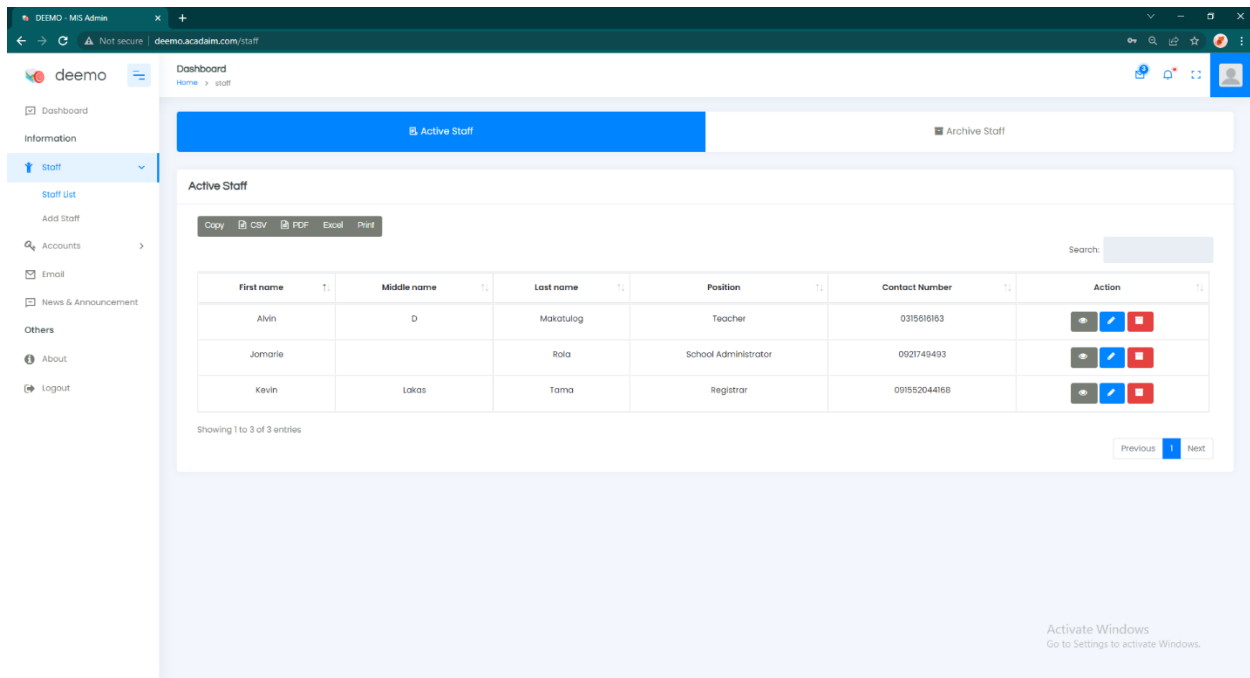 DEEMO - MIS Admin
Not secure | deemo.acadaim.com/staff
deemo
Dashboard
Home > staff
3
Dashboard
Information
Staff
Staff List
Add Staff
Accounts
Email
News & Announcement
Others
About
Logout
Active Staff
Archive Staff
Active Staff
Copy CSV PDF Excel Print
Search:
First name Middle name Last name Position Contact Number Action
Alvin D Makatulog Teacher 0315616163
Jomarie Rola School Administrator 0921749493
Kevin Lakas Tama Registrar 091552044168
Showing 1 to 3 of 3 entries
Previous 1 Next
Activate Windows
Go to Settings to activate Windows.